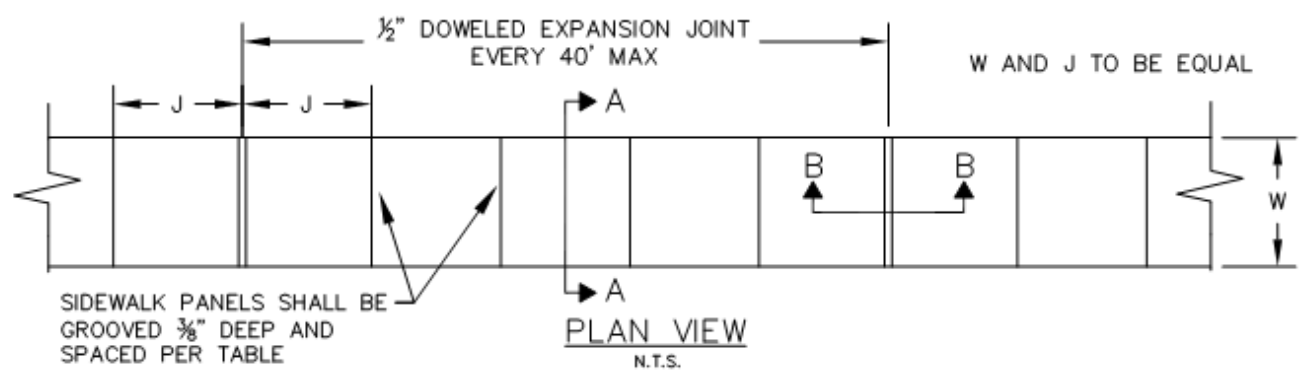 ½" DOWELED EXPANSION JOINT
EVERY 40' MAX
W AND J TO BE EQUAL
J
J
A
B
B
W
A
SIDEWALK PANELS SHALL BE
GROOVED ⅜" DEEP AND
SPACED PER TABLE
PLAN VIEW
N.T.S.